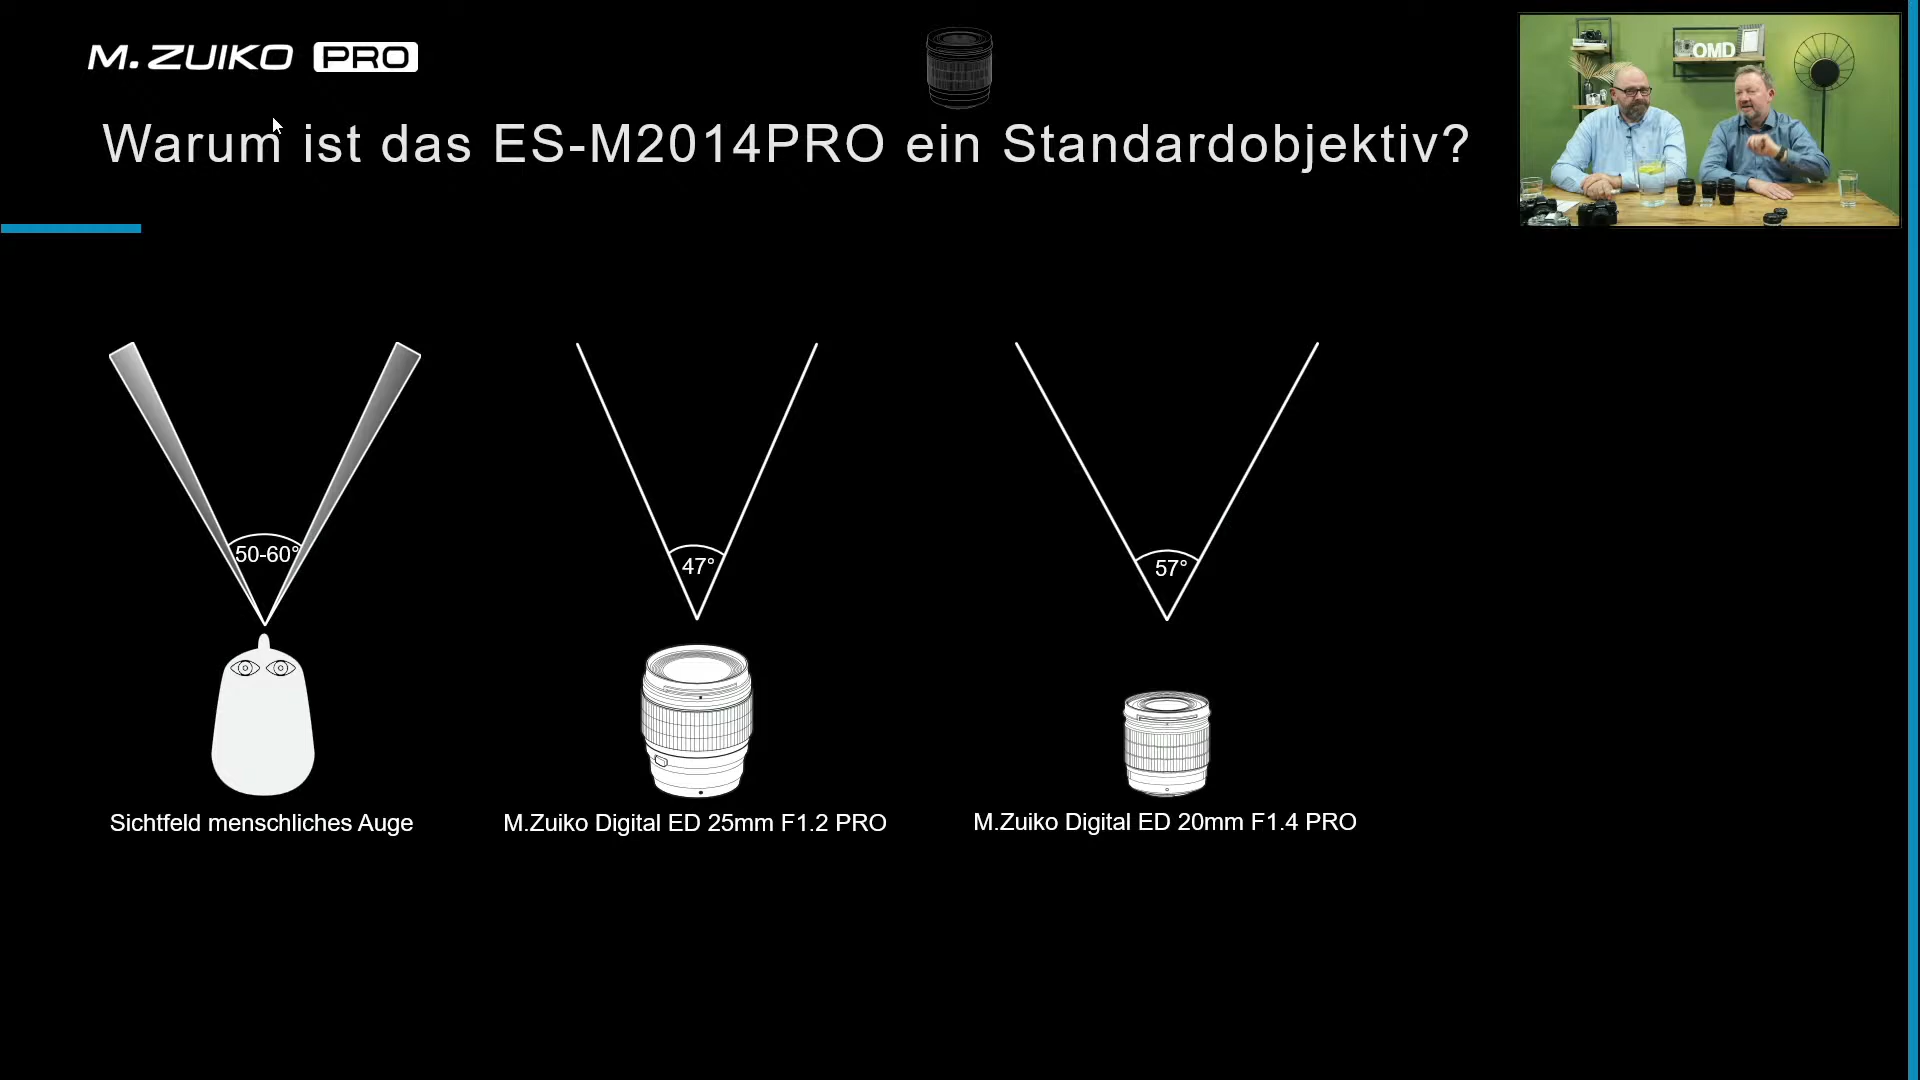 M.ZUIKO PRO
OMD
Warum ist das ES-M2014PRO ein Standardobjektiv?
50-60°
47°
57°
Sichtfeld menschliches Auge
M.Zuiko Digital ED 25mm F1.2 PRO
M.Zuiko Digital ED 20mm F1.4 PRO